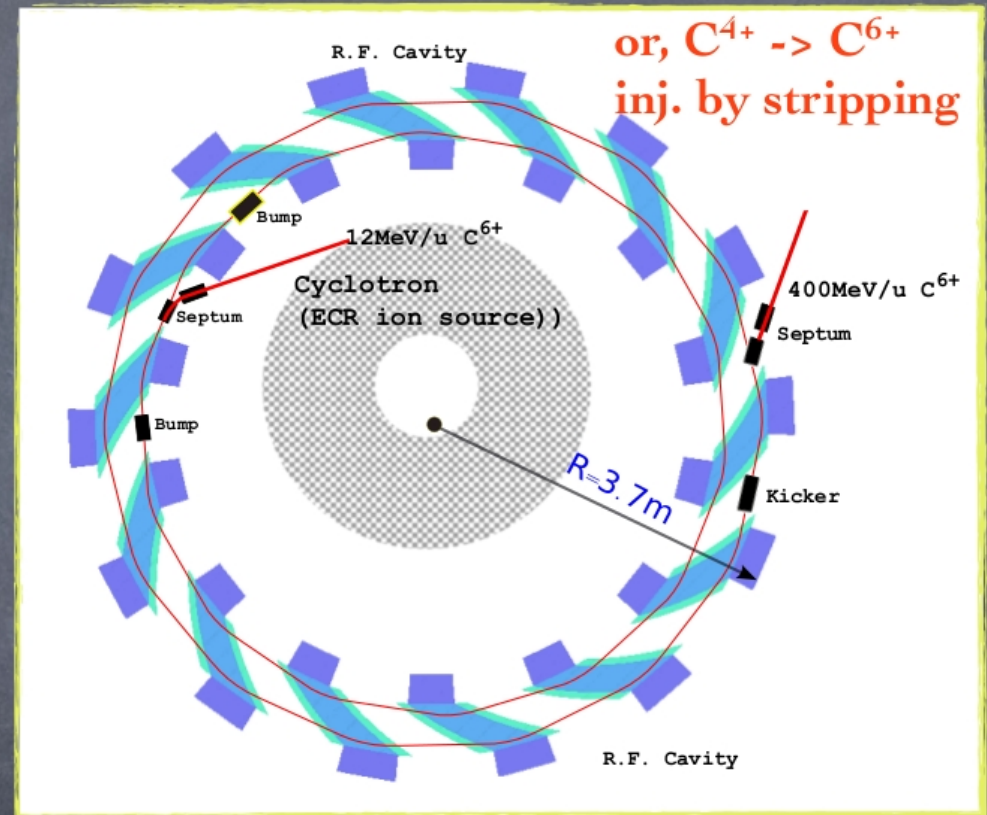 R.F. Cavity
or, C⁴⁺ -> C⁶⁺
inj. by stripping
Bump
12MeV/u C⁶⁺
Cyclotron
(ECR ion source))
Septum
400MeV/u C⁶⁺
Septum
Bump
R=3.7m
Kicker
R.F. Cavity